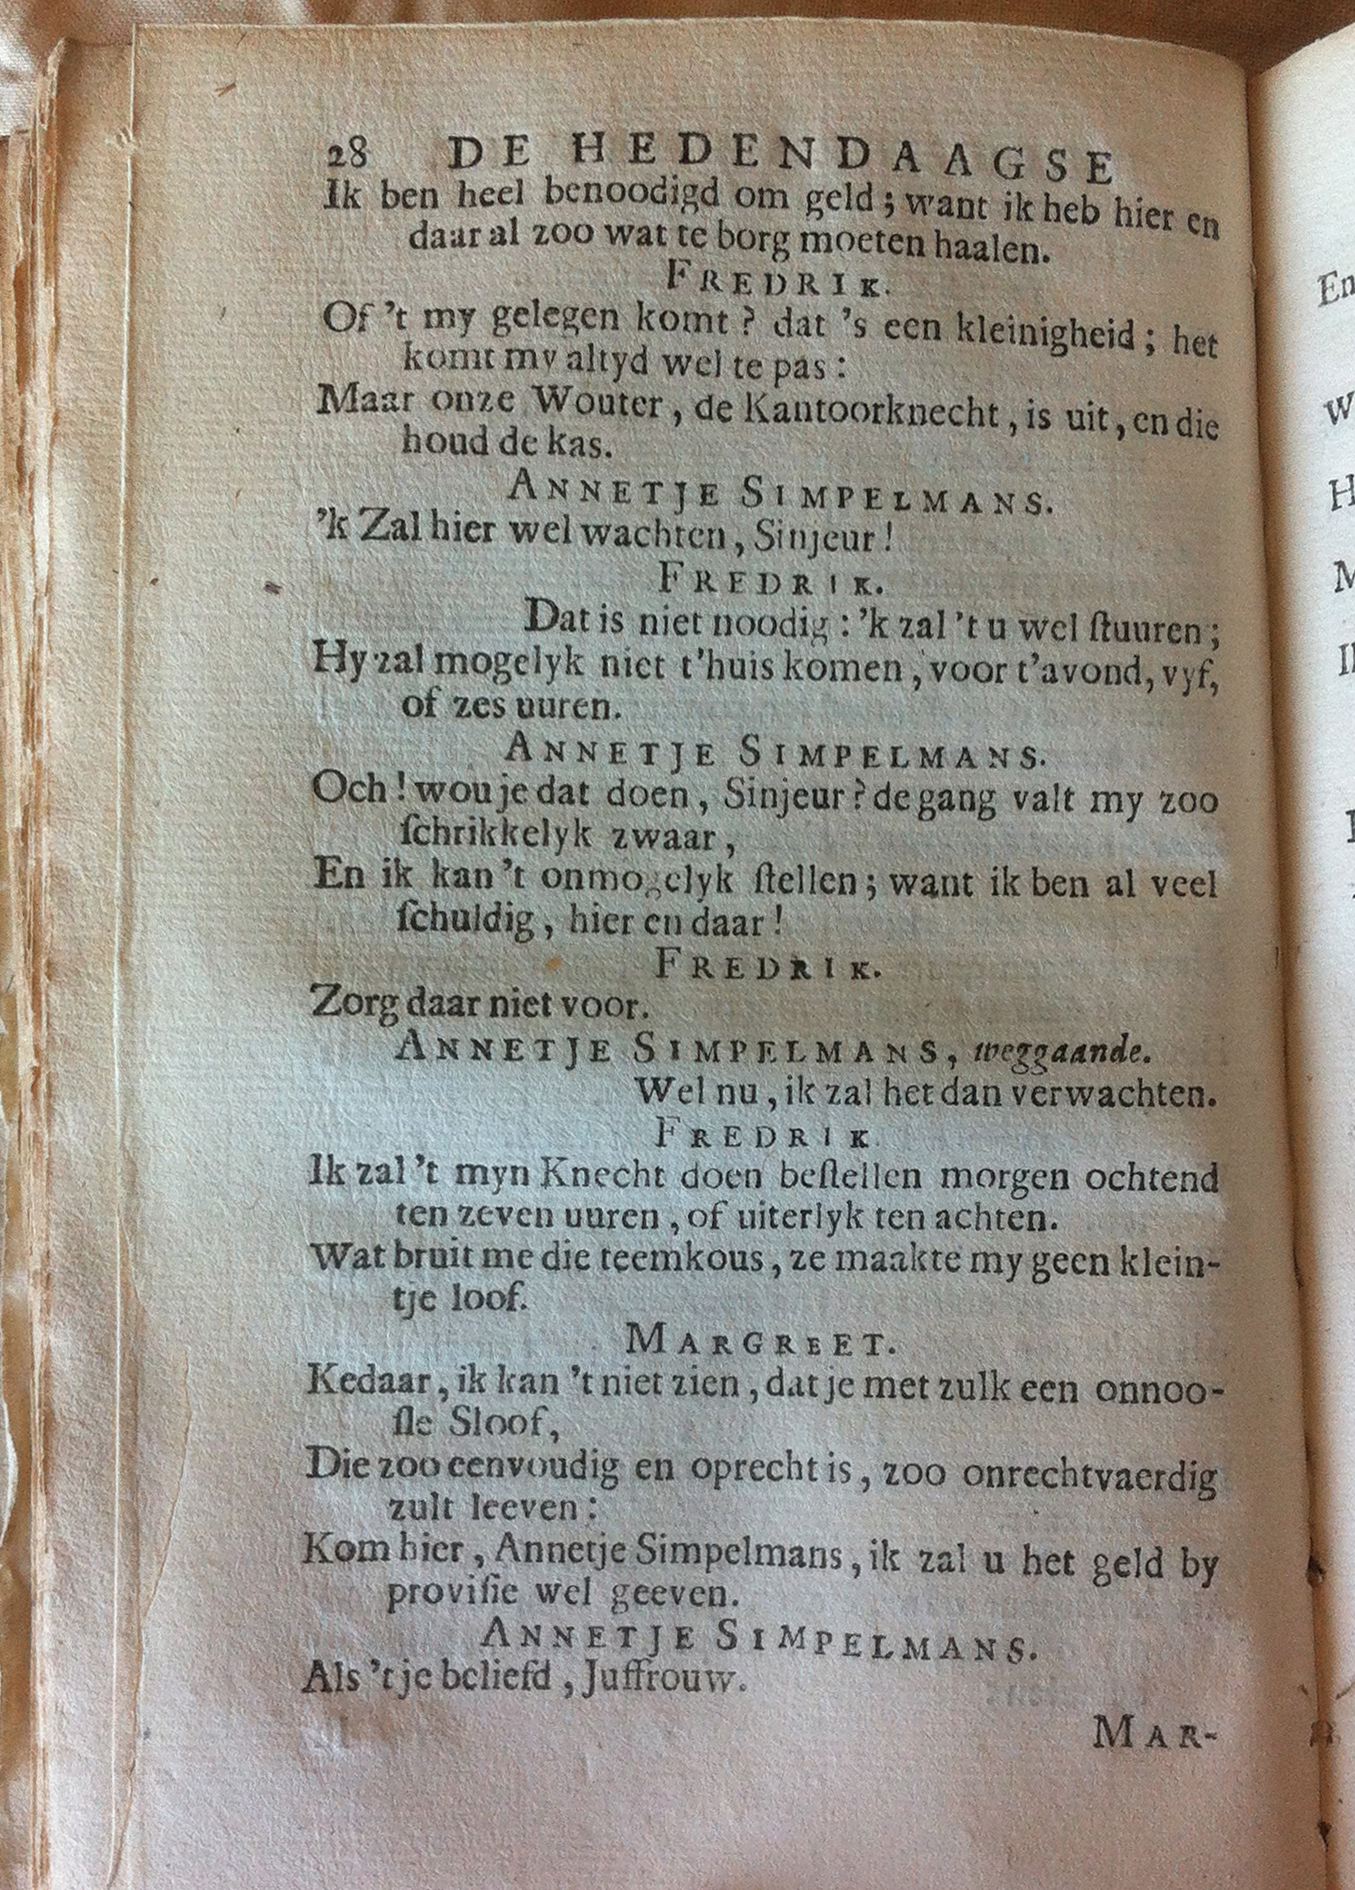 28 DE HEDENDAAGSE
Ik ben heel benoodigd om geld; want ik heb hier en
daar al zoo wat te borg moeten haalen.
FREDRIK.
Of 't my gelegen komt? dat 's een kleinigheid; het
komt my altyd wel te pas:
Maar onze Wouter, de Kantoorknecht, is uit, en die
houd de kas.
ANNETJE SIMPELMANS.
'k Zal hier wel wachten, Sinjeur!
FREDRIK.
Dat is niet noodig: 'k zal 't u wel ſtuuren;
Hy zal mogelyk niet t'huis komen, voor t'avond, vyf,
of zes uuren.
ANNETJE SIMPELMANS.
Och! wou je dat doen, Sinjeur? de gang valt my zoo
ſchrikkelyk zwaar,
En ik kan 't onmogelyk ſtellen; want ik ben al veel
ſchuldig, hier en daar!
FREDRIK.
Zorg daar niet voor.
ANNETJE SIMPELMANS, weggaande.
Wel nu, ik zal het dan verwachten.
FREDRIK
Ik zal 't myn Knecht doen beſtellen morgen ochtend
ten zeven uuren, of uiterlyk ten achten.
Wat bruit me die teemkous, ze maakte my geen klein-
tje loof.
MARGREET.
Kedaar, ik kan 't niet zien, dat je met zulk een onnoo-
ſle Sloof,
Die zoo eenvoudig en oprecht is, zoo onrechtvaerdig
zult leeven:
Kom hier, Annetje Simpelmans, ik zal u het geld by
proviſie wel geeven.
ANNETJE SIMPELMANS.
Als 't je beliefd, Juffrouw.
MAR-